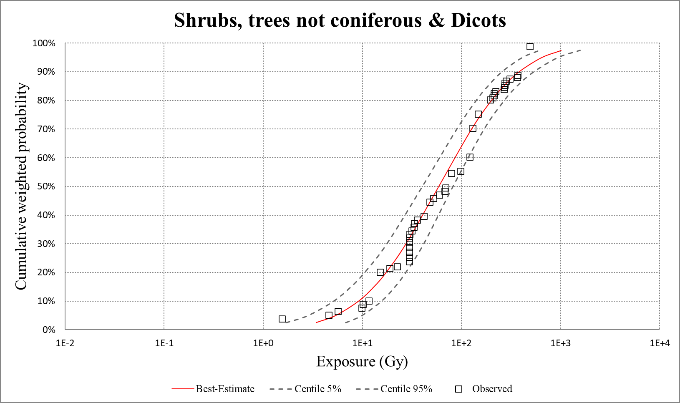 Shrubs, trees not coniferous & Dicots
100%
90%
80%
70%
60%
50%
40%
30%
20%
10%
0%
Cumulative weighted probability
1E-2 1E-1 1E+0 1E+1 1E+2 1E+3 1E+4
Exposure (Gy)
Best-Estimate Centile 5% Centile 95% Observed